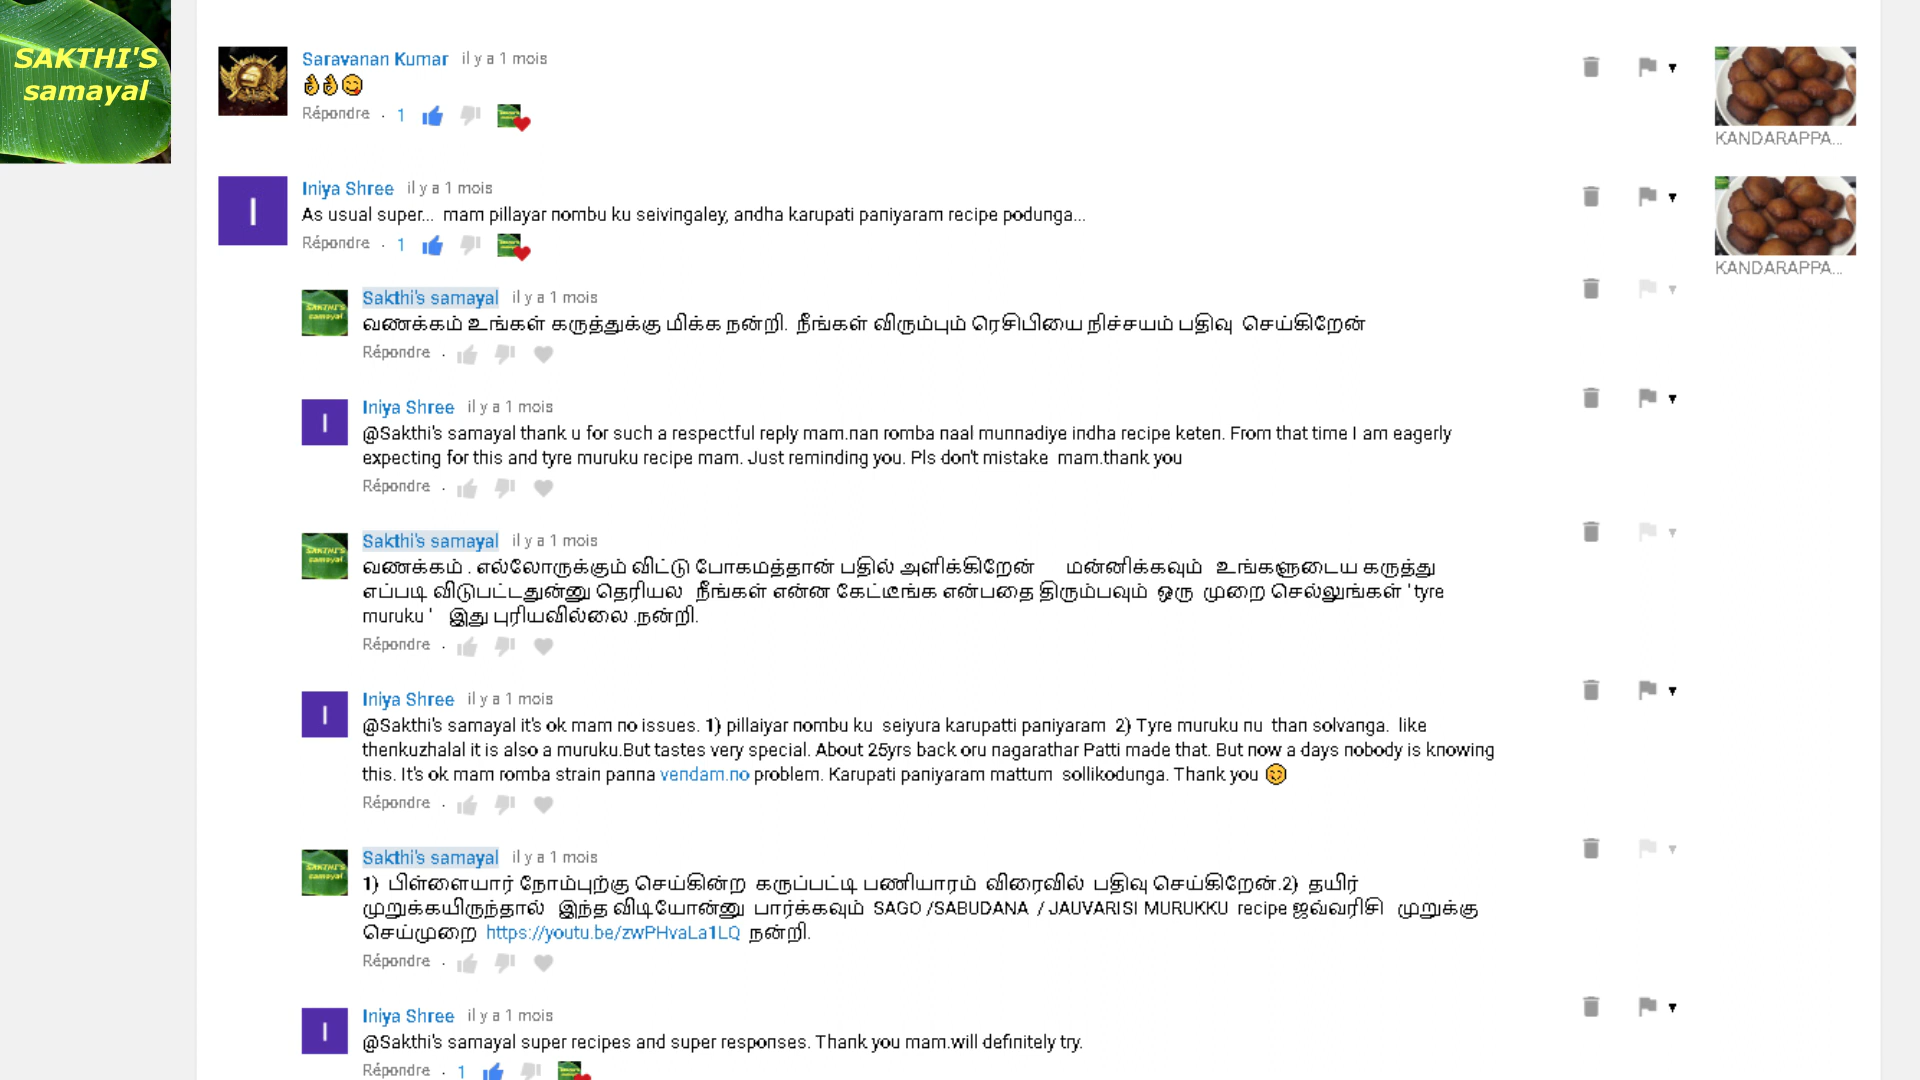 SAKTHI'S
samayal
Saravanan Kumar il y a 1 mois
👌👌😋
Répondre . 1
KANDARAPPA...
Iniya Shree il y a 1 mois
As usual super... mam pillayar nombu ku seivingaley, andha karupati paniyaram recipe podunga...
Répondre . 1
KANDARAPPA...
Sakthi's samayal il y a 1 mois
வணக்கம் உங்கள் கருத்துக்கு மிக்க நன்றி. நீங்கள் விரும்பும் ரெசிபியை நிச்சயம் பதிவு செய்கிறேன்
Répondre .
Iniya Shree il y a 1 mois
@Sakthi's samayal thank u for such a respectful reply mam.nan romba naal munnadiye indha recipe keten. From that time I am eagerly
expecting for this and tyre muruku recipe mam. Just reminding you. Pls don't mistake mam.thank you
Répondre .
Sakthi's samayal il y a 1 mois
வணக்கம் . எல்லோருக்கும் விட்டு போகமத்தான் பதில் அளிக்கிறேன் மன்னிக்கவும் உங்களுடைய கருத்து
எப்படி விடுபட்டதுன்னு தெரியல நீங்கள் என்ன கேட்டீங்க என்பதை திரும்பவும் ஒரு முறை செல்லுங்கள் ' tyre
muruku ' இது புரியவில்லை .நன்றி.
Répondre .
Iniya Shree il y a 1 mois
@Sakthi's samayal it's ok mam no issues. 1) pillaiyar nombu ku seiyura karupatti paniyaram 2) Tyre muruku nu than solvanga. like
thenkuzhalal it is also a muruku.But tastes very special. About 25yrs back oru nagarathar Patti made that. But now a days nobody is knowing
this. It's ok mam romba strain panna vendam.no problem. Karupati paniyaram mattum sollikodunga. Thank you 😊
Répondre .
Sakthi's samayal il y a 1 mois
1) பிள்ளையார் நோம்புற்கு செய்கின்ற கருப்பட்டி பணியாரம் விரைவில் பதிவு செய்கிறேன்.2) தயிர்
முறுக்கயிருந்தால் இந்த விடியோன்னு பார்க்கவும் SAGO /SABUDANA / JAUVARISI MURUKKU recipe ஜவ்வரிசி முறுக்கு
செய்முறை https://youtu.be/zwPHvaLa1LQ நன்றி.
Répondre .
Iniya Shree il y a 1 mois
@Sakthi's samayal super recipes and super responses. Thank you mam.will definitely try.
Répondre . 1